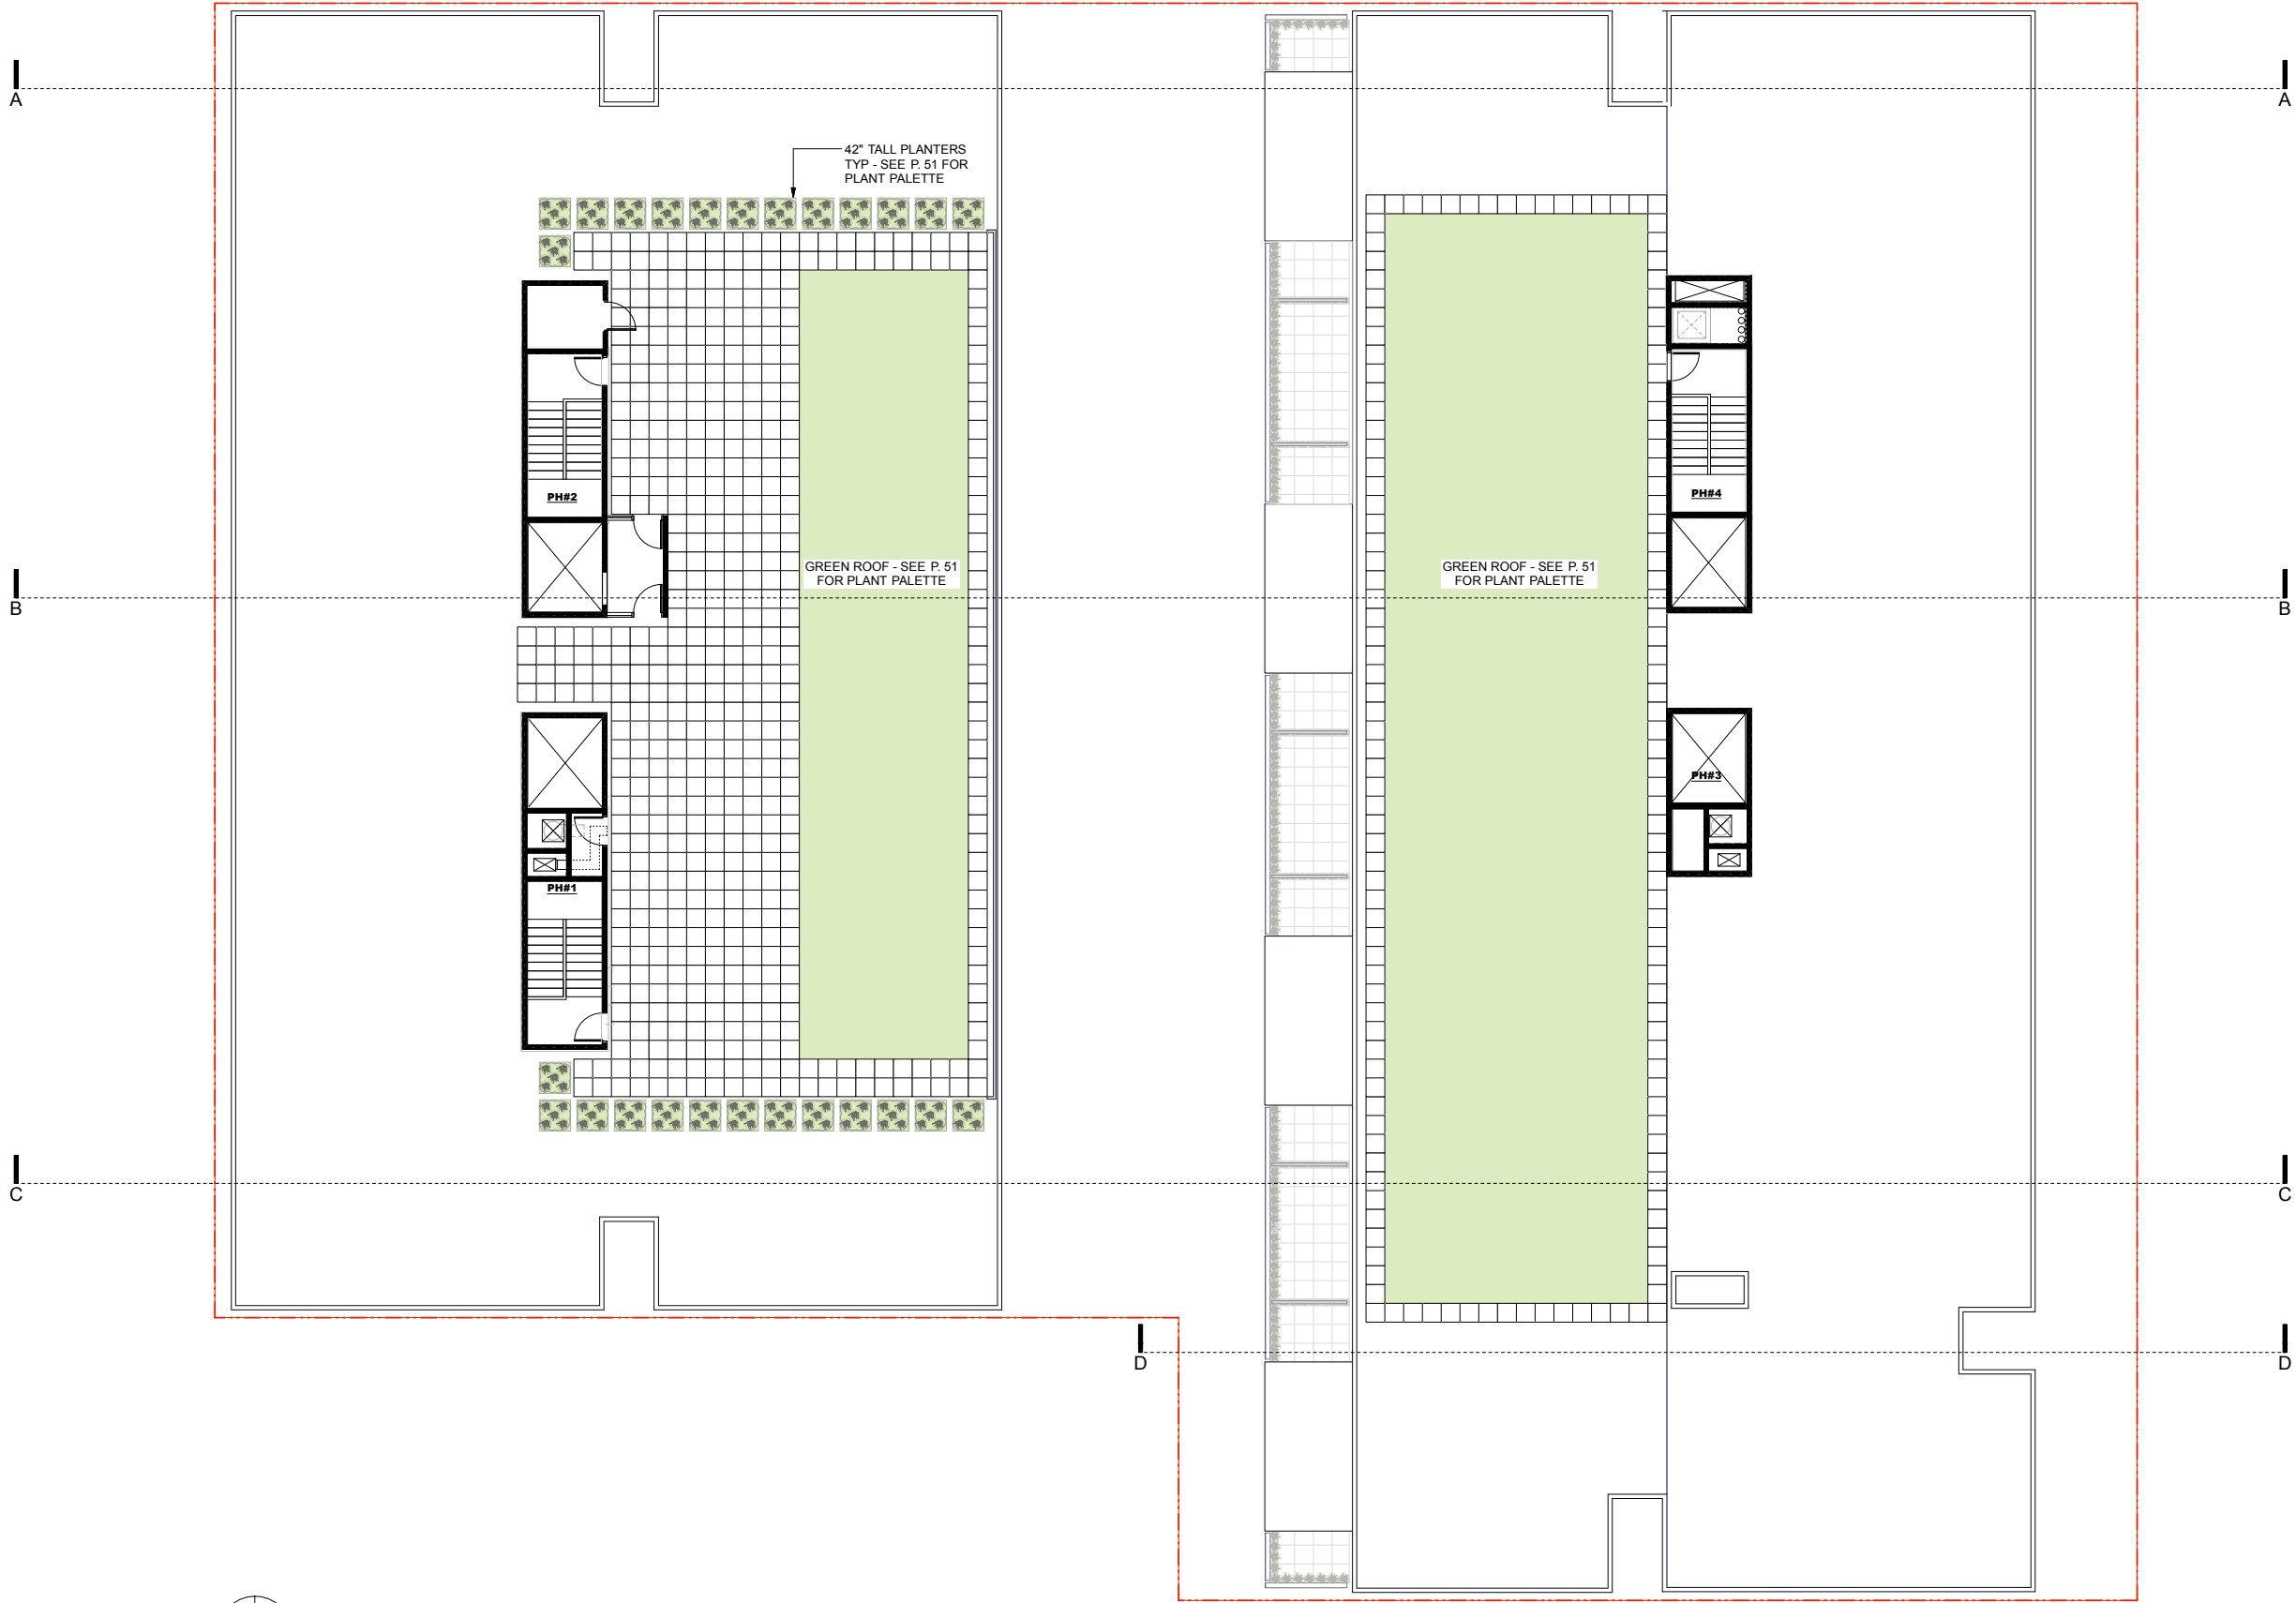 A
A
42" TALL PLANTERS
TYP - SEE P. 51 FOR
PLANT PALETTE
PH#2
PH#4
GREEN ROOF - SEE P. 51
FOR PLANT PALETTE
GREEN ROOF - SEE P. 51
FOR PLANT PALETTE
B
B
PH#3
PH#1
C
C
D
D